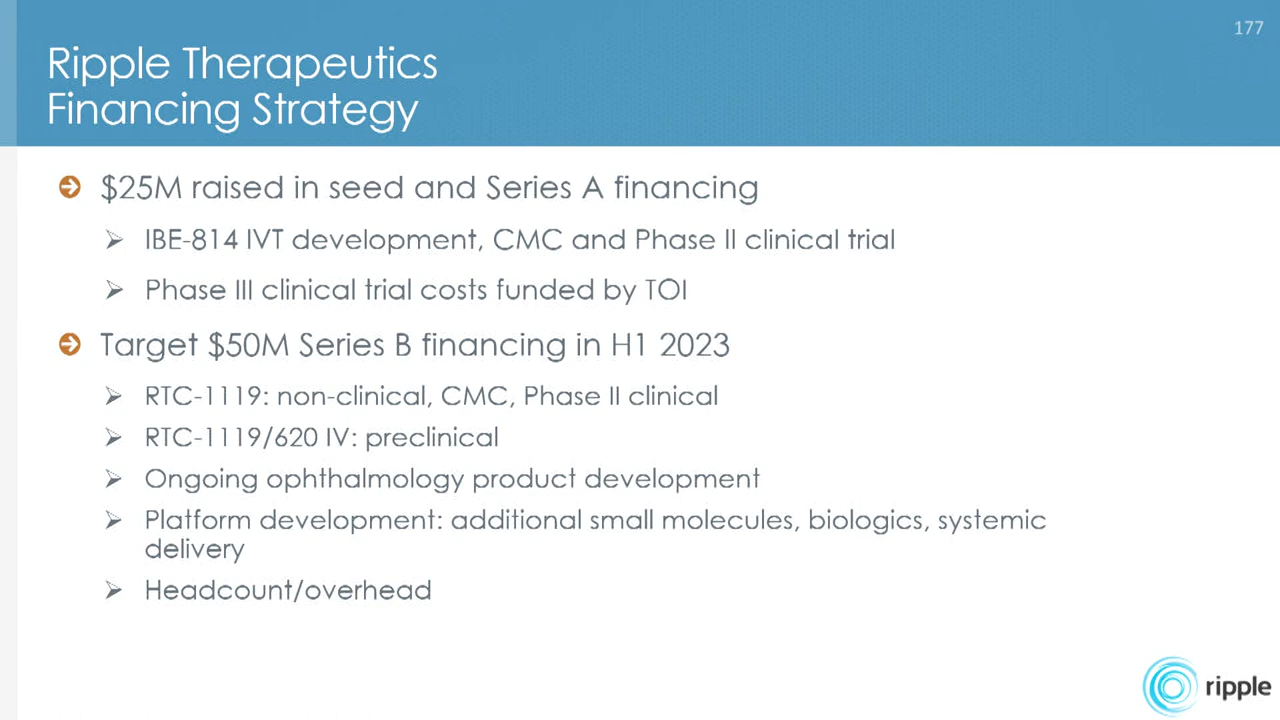 177
Ripple Therapeutics
Financing Strategy
$25M raised in seed and Series A financing
IBE-814 IVT development, CMC and Phase II clinical trial
Phase III clinical trial costs funded by TOI
Target $50M Series B financing in H1 2023
RTC-1119: non-clinical, CMC, Phase II clinical
RTC-1119/620 IV: preclinical
Ongoing ophthalmology product development
Platform development: additional small molecules, biologics, systemic
delivery
Headcount/overhead
ripple